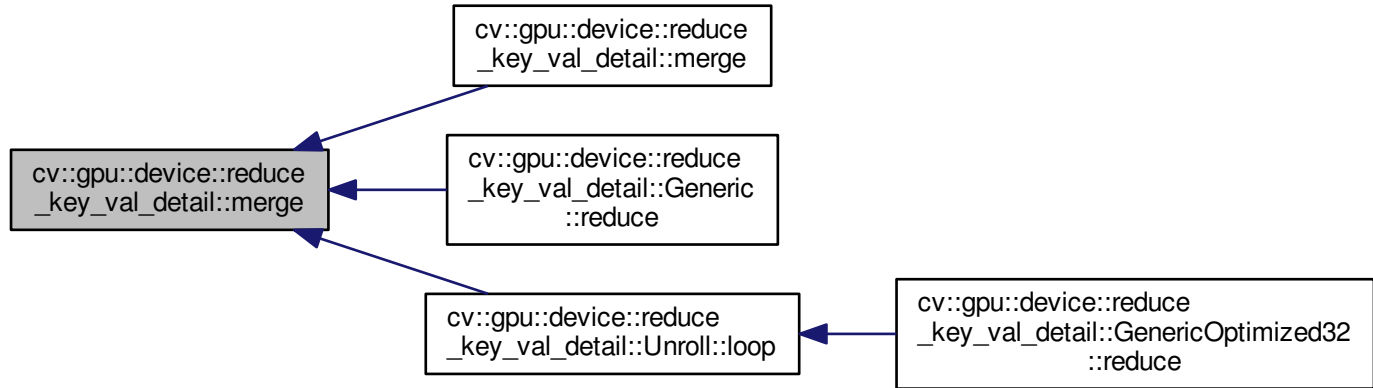 cv::gpu::device::reduce
_key_val_detail::merge
cv::gpu::device::reduce
_key_val_detail::merge
cv::gpu::device::reduce
_key_val_detail::Generic
::reduce
cv::gpu::device::reduce
_key_val_detail::Unroll::loop
cv::gpu::device::reduce
_key_val_detail::GenericOptimized32
::reduce